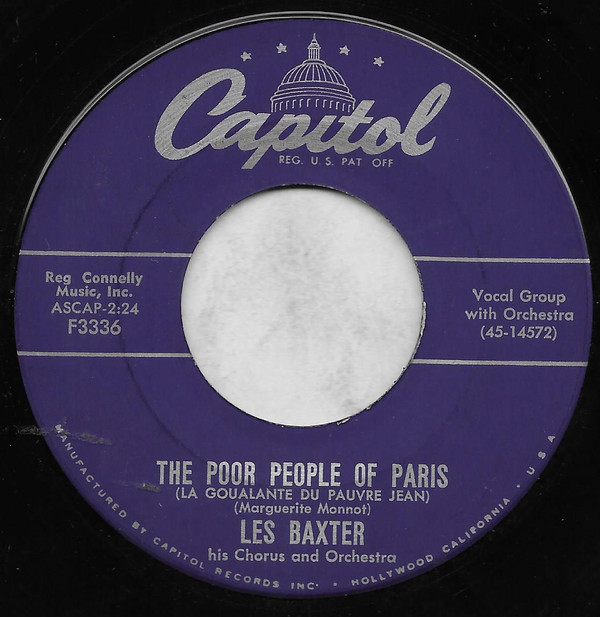 Capitol
REG. U.S. PAT OFF
Reg Connelly
Music, Inc.
ASCAP-2:24
F3336
Vocal Group
with Orchestra
(45-14572)
THE POOR PEOPLE OF PARIS
(LA GOUALANTE DU PAUVRE JEAN)
(Marguerite Monnot)
LES BAXTER
his Chorus and Orchestra
MANUFACTURED BY CAPITOL RECORDS INC· · HOLLYWOOD CALIFORNIA · U S A